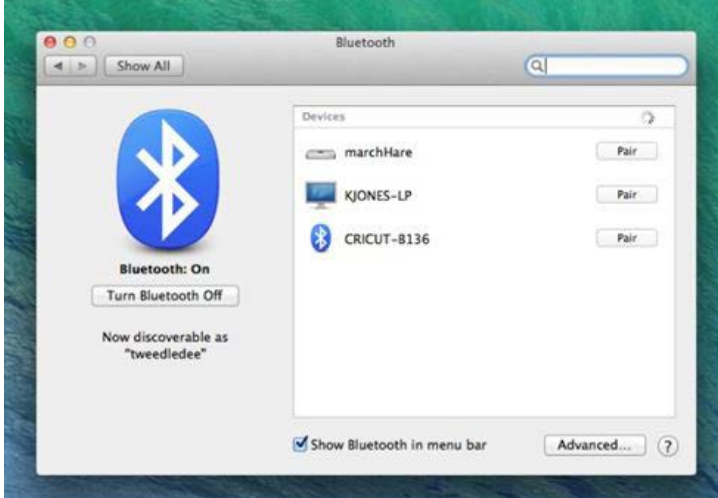 Bluetooth
Show All
Devices
marchHare
Pair
KJONES-LP
Pair
CRICUT-B136
Pair
Bluetooth: On
Turn Bluetooth Off
Now discoverable as
"tweedledee"
Show Bluetooth in menu bar
Advanced...
?